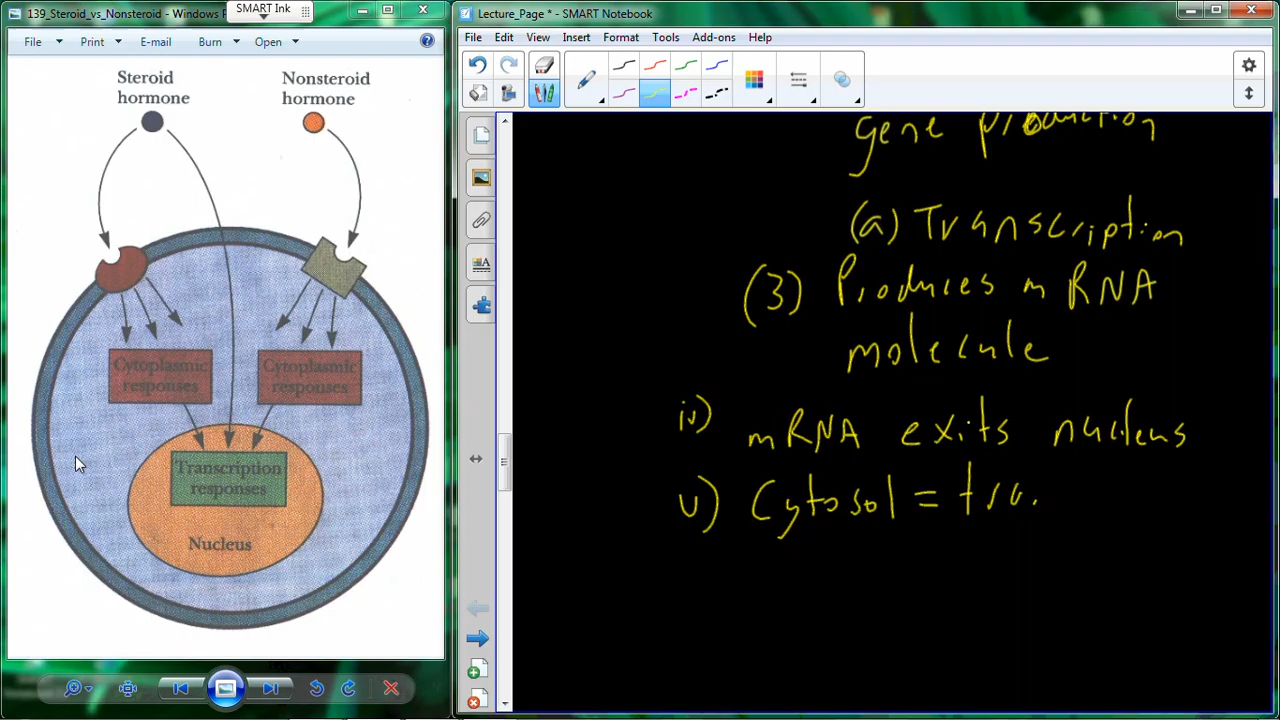 139_Steroid_vs_Nonsteroid - Windows P
SMART Ink
File Print E-mail Burn Open
Steroid
hormone
Nonsteroid
hormone
Cytoplasmic
responses
Cytoplasmic
responses
Transcription
responses
Nucleus
Lecture_Page * - SMART Notebook
File Edit View Insert Format Tools Add-ons Help
gene production
(a) Transcription
(3) Produces mRNA
molecule
iv) mRNA exits nucleus
v) Cytosol = tra